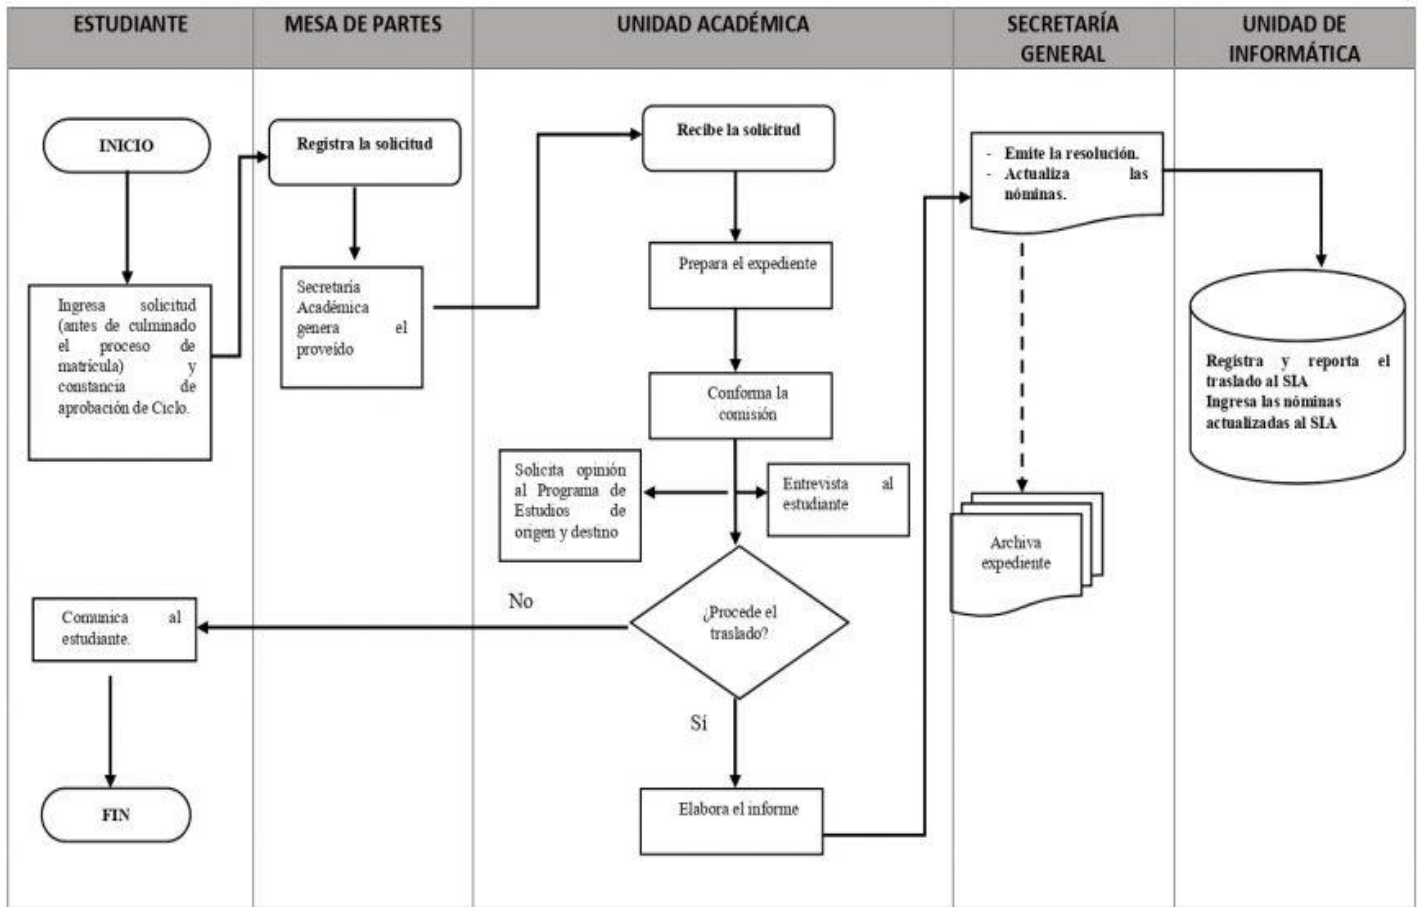 ESTUDIANTE
MESA DE PARTES
UNIDAD ACADÉMICA
SECRETARÍA
GENERAL
UNIDAD DE
INFORMÁTICA
INICIO
Ingresa solicitud
(antes de culminado
el proceso de
matrícula) y
constancia de
aprobación de Ciclo.
Registra la solicitud
Secretaría
Académica
genera el
proveído
Recibe la solicitud
Prepara el expediente
Conforma la
comisión
Solicita opinión
al Programa de
Estudios de
origen y destino
Entrevista al
estudiante
¿Procede el
traslado?
No
Comunica al
estudiante.
FIN
Sí
Elabora el informe
- Emite la resolución.
- Actualiza las
nóminas.
Archiva
expediente
Registra y reporta el
traslado al SIA
Ingresa las nóminas
actualizadas al SIA